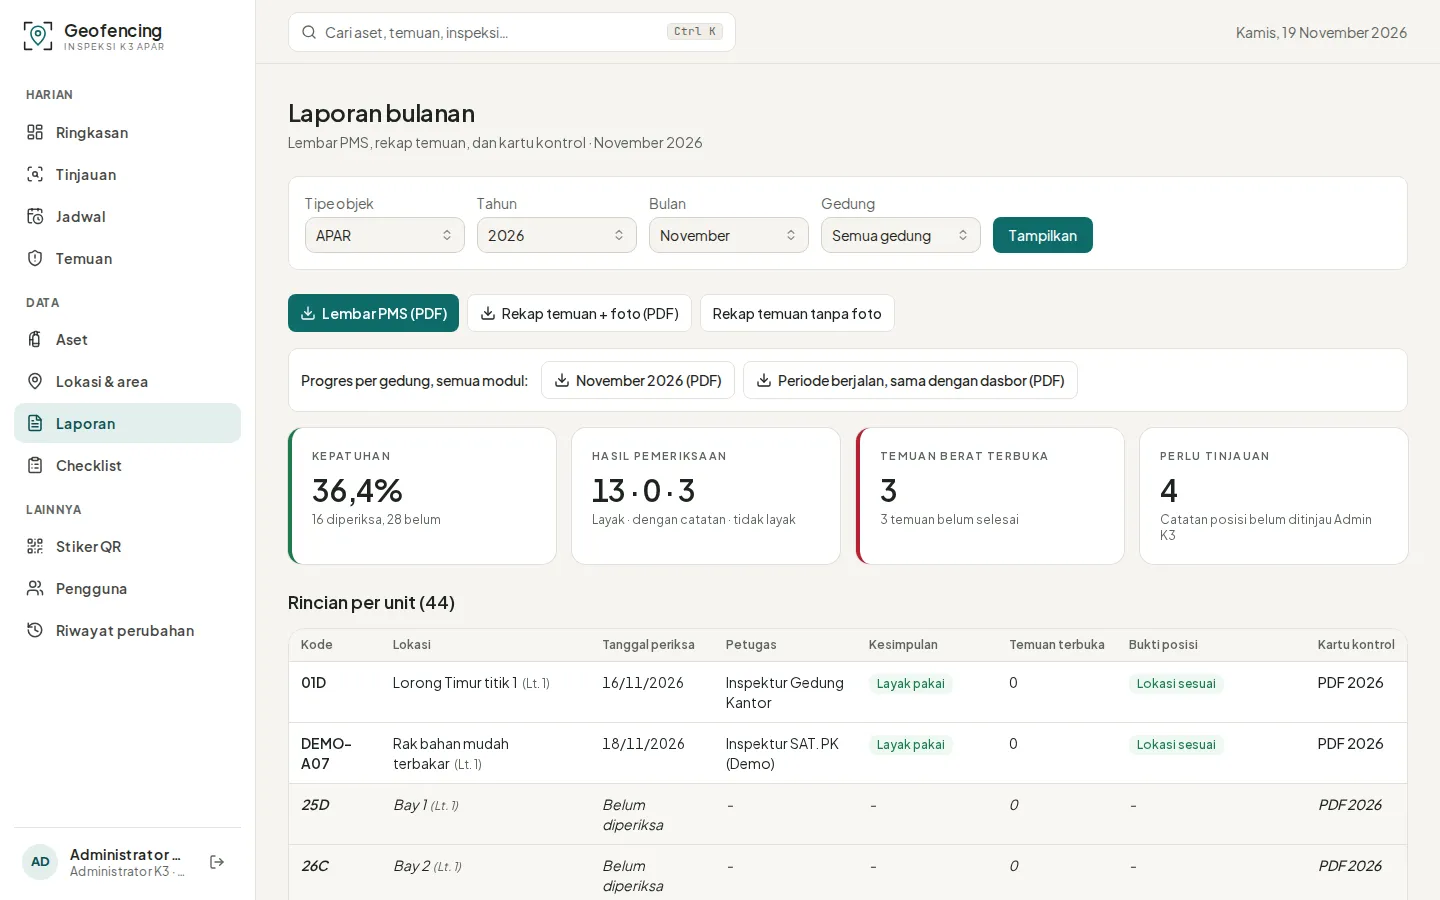 Geofencing
INSPEKSI K3 APAR
Cari aset, temuan, inspeksi...
Ctrl K
Kamis, 19 November 2026
HARIAN
Ringkasan
Tinjauan
Jadwal
Temuan
DATA
Aset
Lokasi & area
Laporan
Checklist
LAINNYA
Stiker QR
Pengguna
Riwayat perubahan
AD
Administrator ...
Administrator K3 · ...
Laporan bulanan
Lembar PMS, rekap temuan, dan kartu kontrol · November 2026
Tipe objek
Tahun
Bulan
Gedung
APAR
2026
November
Semua gedung
Tampilkan
Lembar PMS (PDF)
Rekap temuan + foto (PDF)
Rekap temuan tanpa foto
Progres per gedung, semua modul:
November 2026 (PDF)
Periode berjalan, sama dengan dasbor (PDF)
KEPATUHAN
36,4%
16 diperiksa, 28 belum
HASIL PEMERIKSAAN
13 · 0 · 3
Layak · dengan catatan · tidak layak
TEMUAN BERAT TERBUKA
3
3 temuan belum selesai
PERLU TINJAUAN
4
Catatan posisi belum ditinjau Admin
K3
Rincian per unit (44)
Kode Lokasi Tanggal periksa Petugas Kesimpulan Temuan terbuka Bukti posisi Kartu kontrol
01D Lorong Timur titik 1 (Lt. 1) 16/11/2026 Inspektur Gedung Layak pakai 0 Lokasi sesuai PDF 2026
Kantor
DEMO- Rak bahan mudah 18/11/2026 Inspektur SAT. PK Layak pakai 0 Lokasi sesuai PDF 2026
A07 terbakar (Lt. 1) (Demo)
25D Bay 1 (Lt. 1) Belum - - 0 - PDF 2026
diperiksa
26C Bay 2 (Lt. 1) Belum - - 0 - PDF 2026
diperiksa